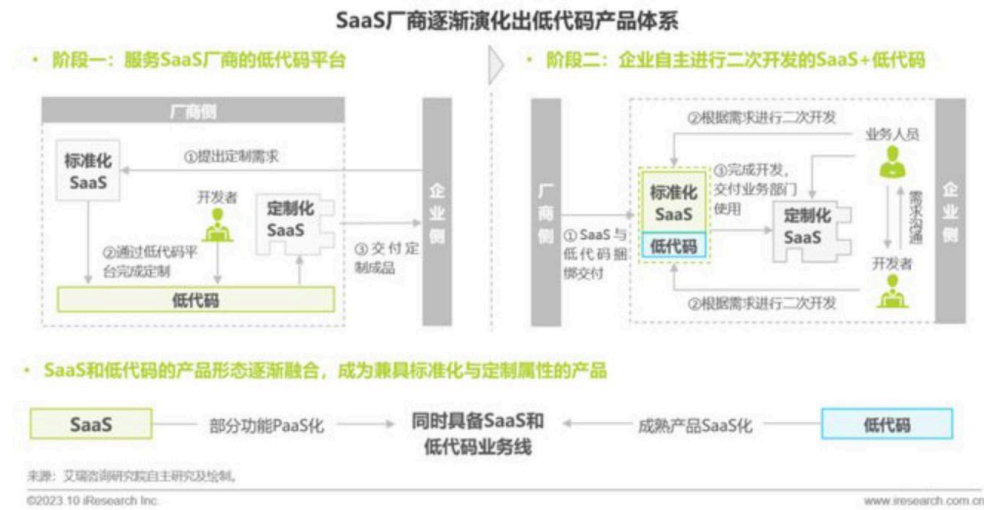 SaaS厂商逐渐演化出低代码产品体系
• 阶段一：服务SaaS厂商的低代码平台
• 阶段二：企业自主进行二次开发的SaaS+低代码
厂商侧
标准化
SaaS
①提出定制需求
开发者
定制化
SaaS
②通过低代码平
台完成定制
③交付定
制成品
低代码
企业侧
厂商侧
①SaaS与
低代码捆
绑交付
②根据需求进行二次开发
标准化
SaaS
低代码
③完成开发，
交付业务部门
使用
定制化
SaaS
业务人员
需求沟通
开发者
②根据需求进行二次开发
企业侧
• SaaS和低代码的产品形态逐渐融合，成为兼具标准化与定制属性的产品
SaaS
部分功能PaaS化
同时具备SaaS和
低代码业务线
成熟产品SaaS化
低代码
来源：艾瑞咨询研究院自主研究及绘制。
©2023.10 iResearch Inc.
www.iresearch.com.cn